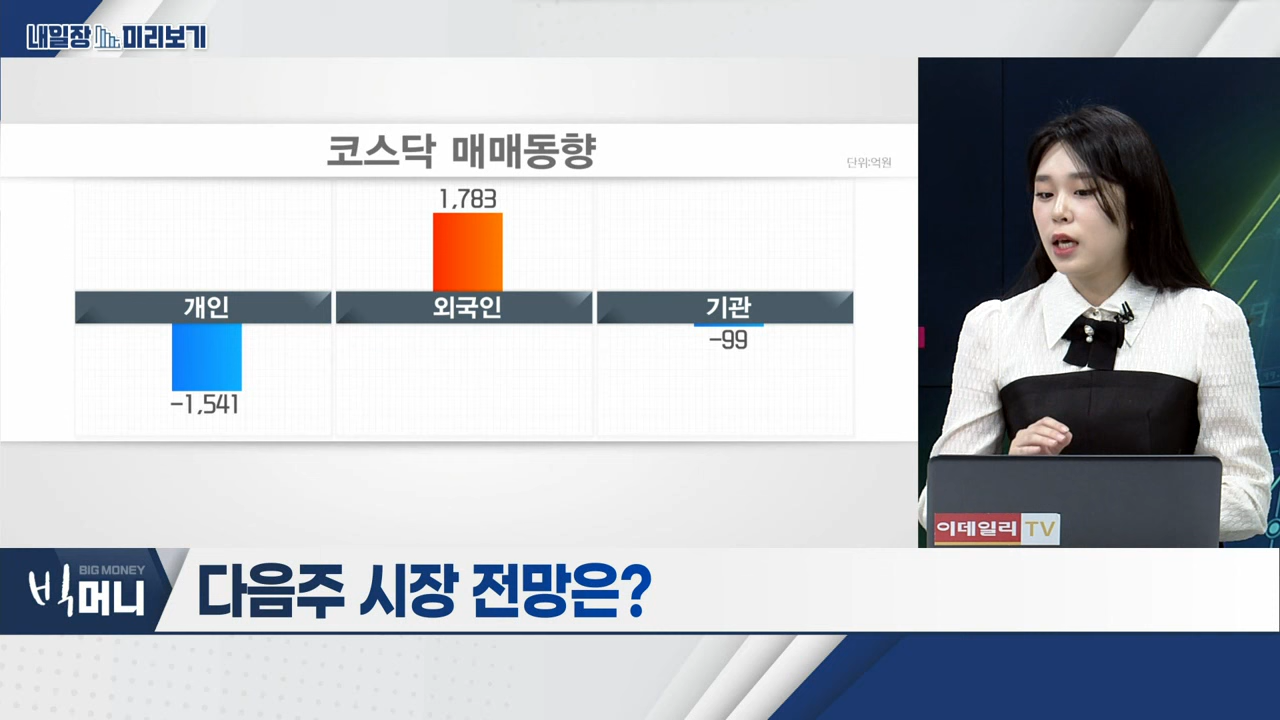 내일장 미리보기
코스닥 매매동향
단위:억원
1,783
개인
외국인
기관
-99
-1,541
이데일리 TV
BIG MONEY
빅머니
다음주 시장 전망은?